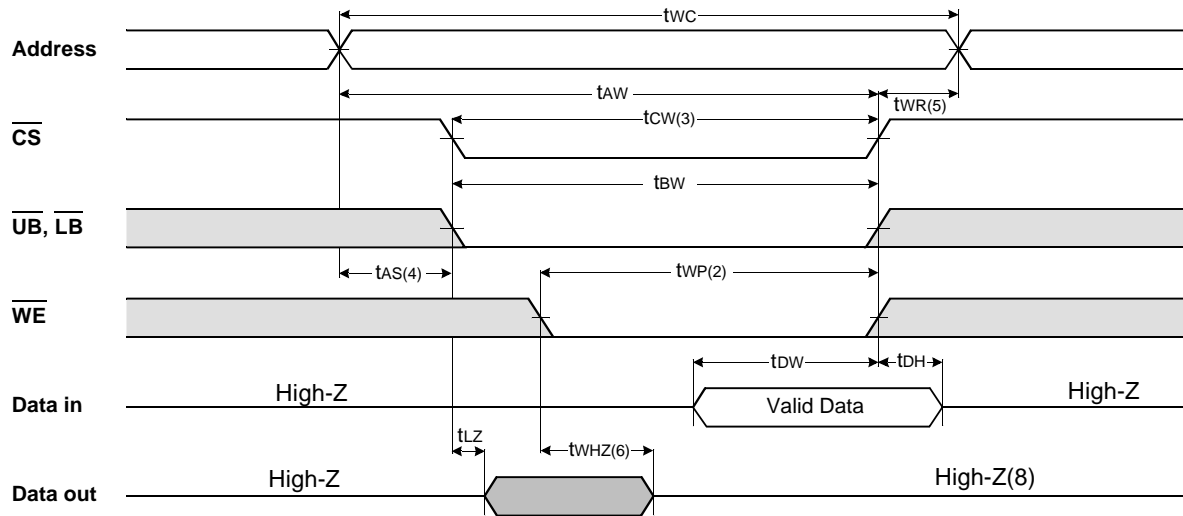 tWC
Address
tAW
tWR(5)
tCW(3)
CS
tBW
UB, LB
tAS(4)
tWP(2)
WE
tDW
tDH
High-Z
High-Z
Data in
Valid Data
tLZ
tWHZ(6)
High-Z
High-Z(8)
Data out